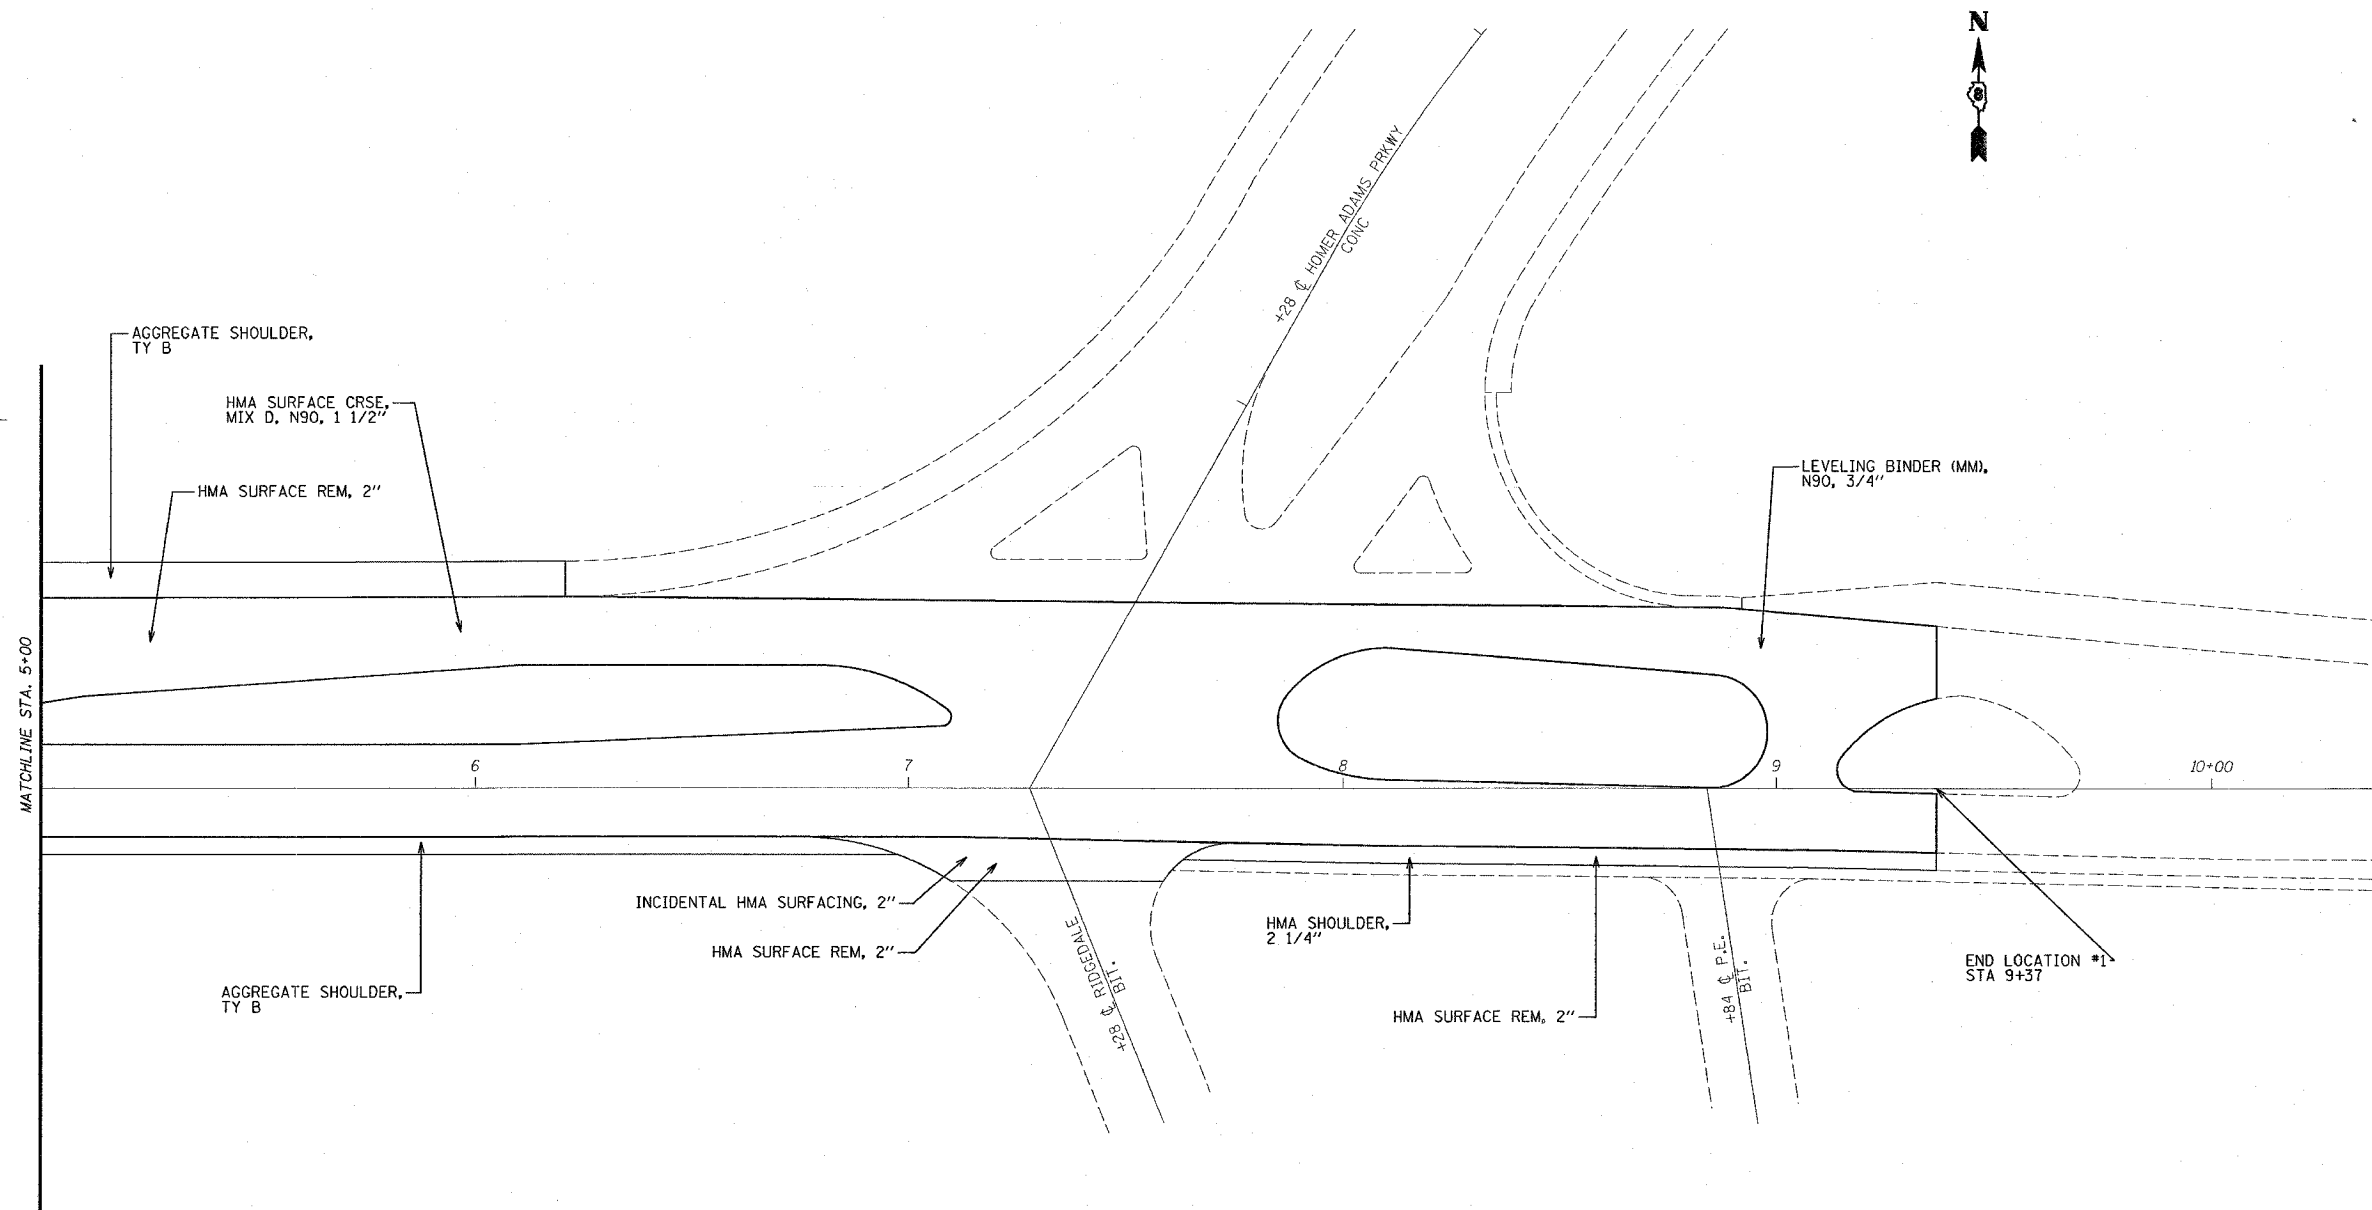 N
8
+28 ℄ HOMER ADAMS PRKWY
CONC
AGGREGATE SHOULDER,
TY B
HMA SURFACE CRSE,
MIX D, N90, 1 1/2"
HMA SURFACE REM, 2"
LEVELING BINDER (MM),
N90, 3/4"
MATCHLINE STA. 5+00
6
7
8
9
10+00
INCIDENTAL HMA SURFACING, 2"
HMA SURFACE REM, 2"
AGGREGATE SHOULDER,
TY B
+28 ℄ RIDGEDALE
BIT.
HMA SHOULDER,
2 1/4"
HMA SURFACE REM, 2"
+84 ℄ P.E.
BIT.
END LOCATION #1
STA 9+37